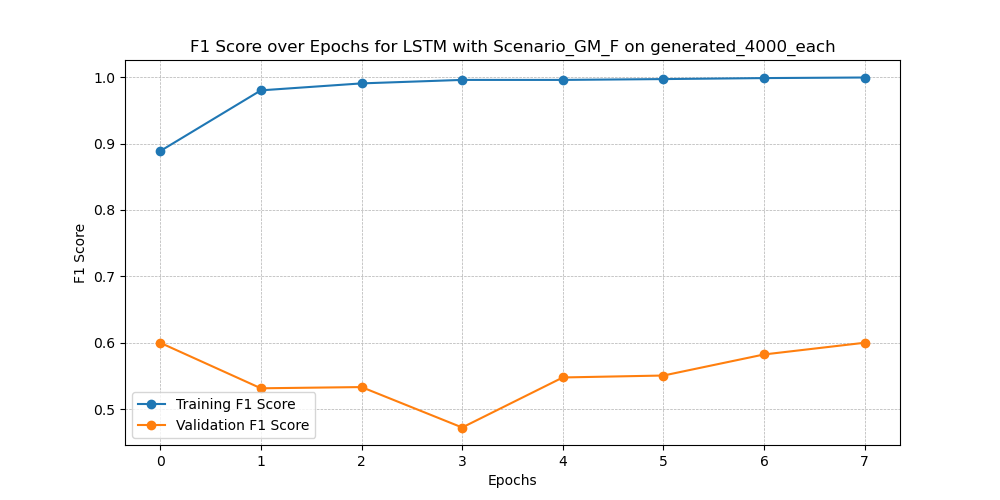 F1 Score over Epochs for LSTM with Scenario_GM_F on generated_4000_each
1.0
0.9
0.8
0.7
0.6
0.5
F1 Score
Training F1 Score
Validation F1 Score
0 1 2 3 4 5 6 7
Epochs